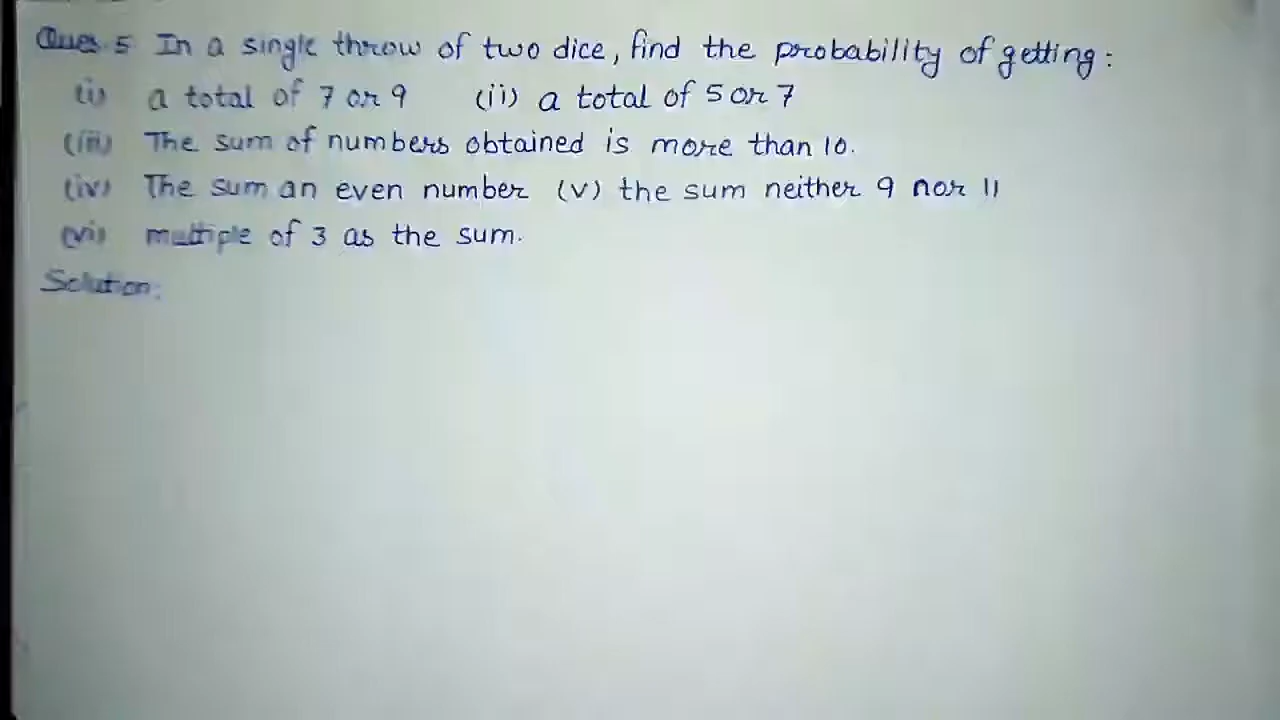 Ques. 5 In a single throw of two dice, find the probability of getting:
(i) a total of 7 or 9 (ii) a total of 5 or 7
(iii) The sum of numbers obtained is more than 10.
(iv) The sum an even number (v) the sum neither 9 nor 11
(vi) multiple of 3 as the sum.
Solution: